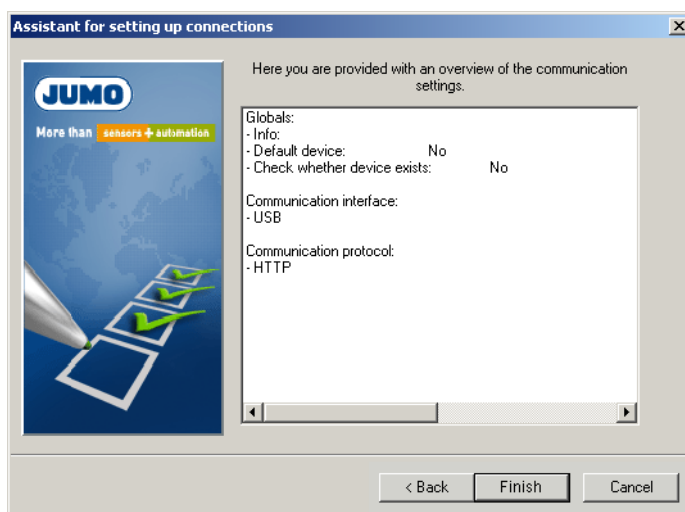 Assistant for setting up connections
JUMO
More than sensors + automation
Here you are provided with an overview of the communication
settings.
Globals:
- Info:
- Default device: No
- Check whether device exists: No
Communication interface:
- USB
Communication protocol:
- HTTP
< Back
Finish
Cancel